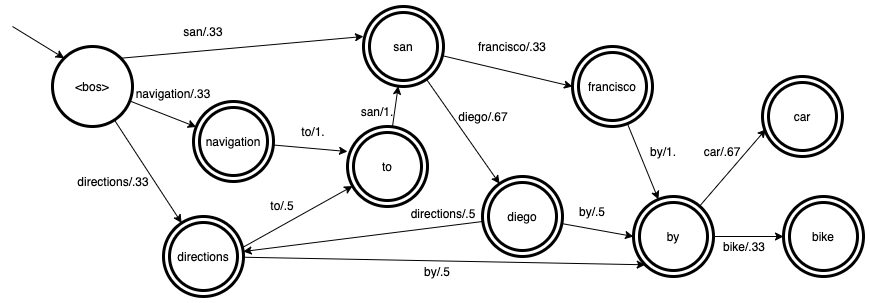 san/.33
san
francisco/.33
<bos>
francisco
navigation/.33
san/1.
diego/.67
car
navigation
to/1.
to
by/1.
car/.67
directions/.33
to/.5
directions/.5
diego
by/.5
by
bike/.33
bike
directions
by/.5